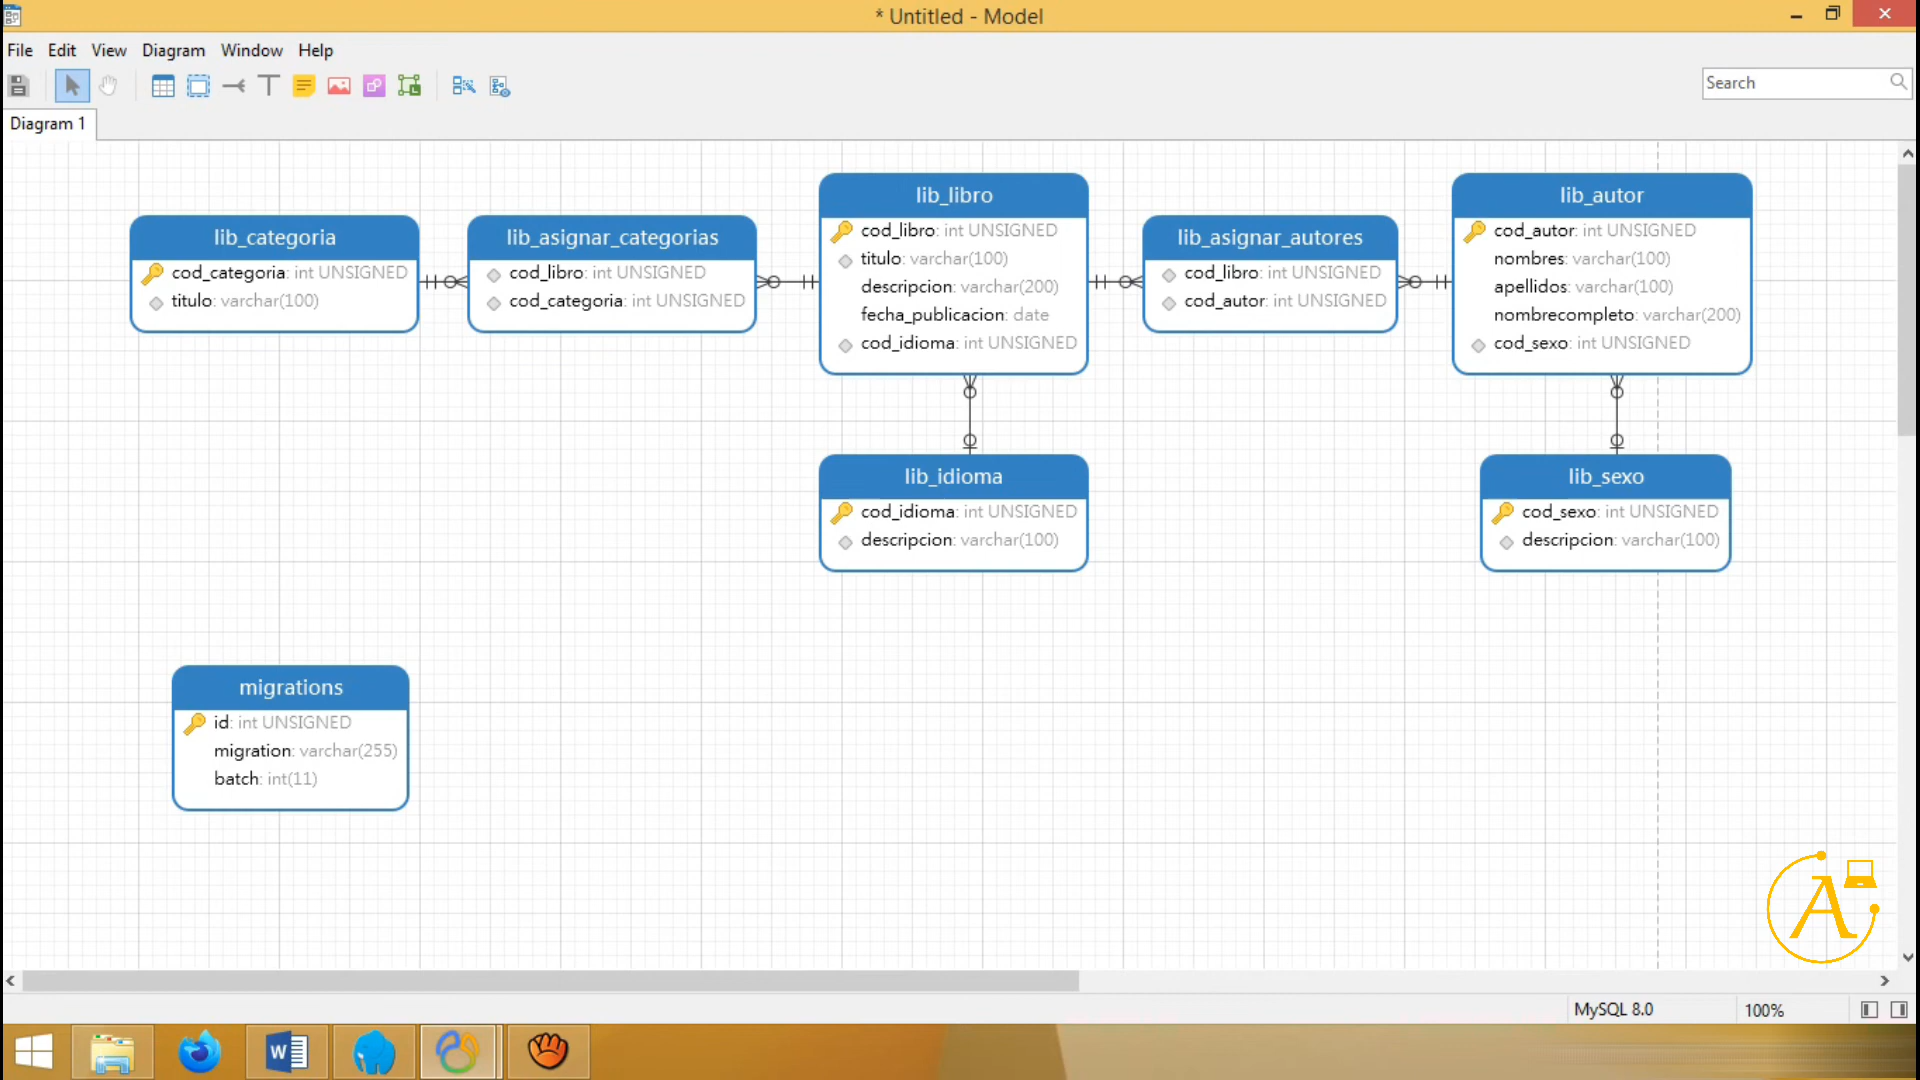 * Untitled - Model
File Edit View Diagram Window Help
Search
Diagram 1
lib_categoria
cod_categoria: int UNSIGNED
titulo: varchar(100)
lib_asignar_categorias
cod_libro: int UNSIGNED
cod_categoria: int UNSIGNED
lib_libro
cod_libro: int UNSIGNED
titulo: varchar(100)
descripcion: varchar(200)
fecha_publicacion: date
cod_idioma: int UNSIGNED
lib_asignar_autores
cod_libro: int UNSIGNED
cod_autor: int UNSIGNED
lib_autor
cod_autor: int UNSIGNED
nombres: varchar(100)
apellidos: varchar(100)
nombrecompleto: varchar(200)
cod_sexo: int UNSIGNED
lib_idioma
cod_idioma: int UNSIGNED
descripcion: varchar(100)
lib_sexo
cod_sexo: int UNSIGNED
descripcion: varchar(100)
migrations
id: int UNSIGNED
migration: varchar(255)
batch: int(11)
A
MySQL 8.0
100%
W